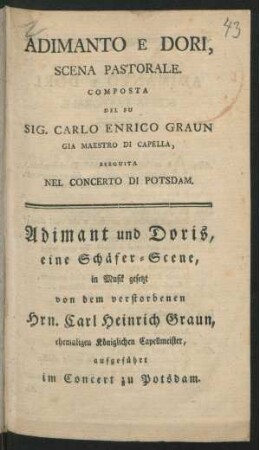 43
ADIMANTO E DORI,
SCENA PASTORALE.
COMPOSTA
DEL FU
SIG. CARLO ENRICO GRAUN
GIA MAESTRO DI CAPELLA,
ESEGUITA
NEL CONCERTO DI POTSDAM.
Adimant und Doris,
eine Schäfer-Scene,
in Musik gesetzt
von dem verstorbenen
Hrn. Carl Heinrich Graun,
ehemaligen Königlichen Capellmeister,
aufgeführt
im Concert zu Potsdam.